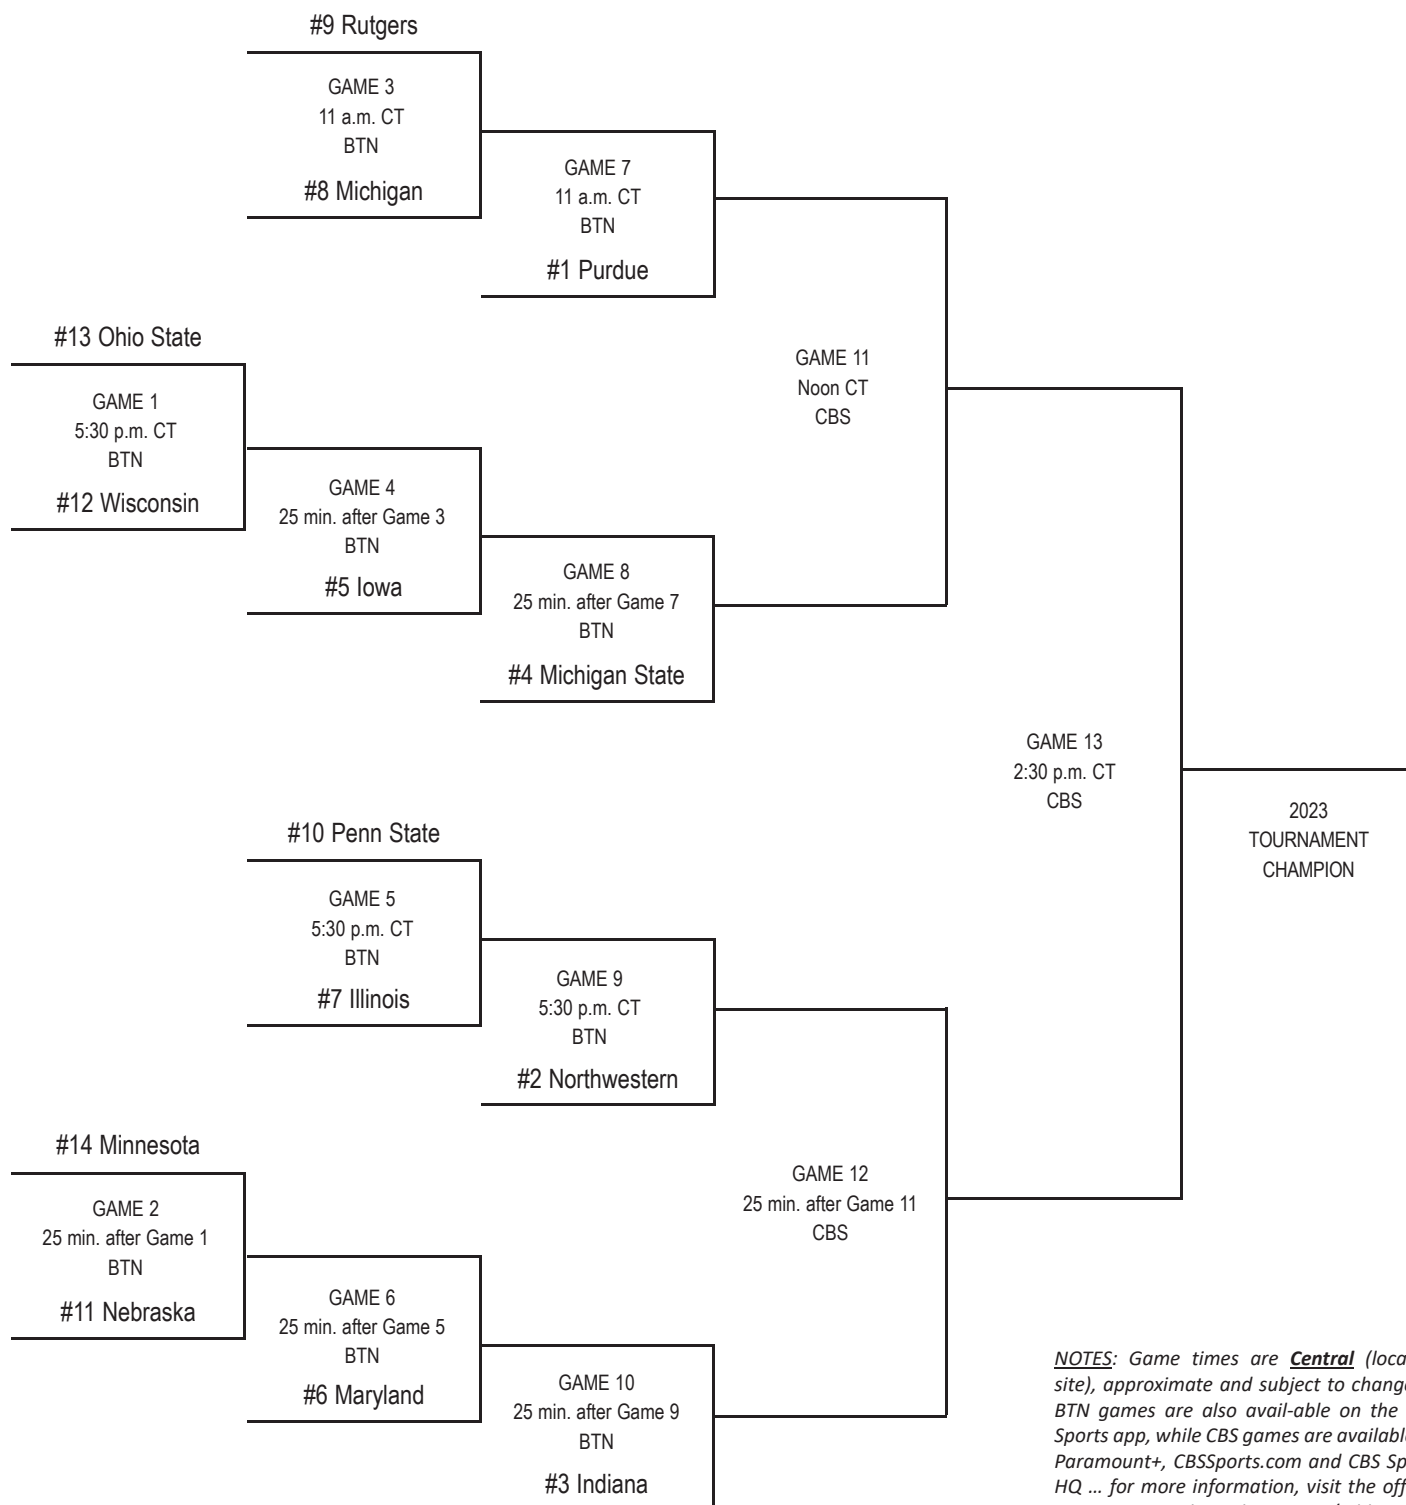 #9 Rutgers
GAME 3
11 a.m. CT
BTN
#8 Michigan
GAME 7
11 a.m. CT
BTN
#1 Purdue
#13 Ohio State
GAME 1
5:30 p.m. CT
BTN
#12 Wisconsin
GAME 4
25 min. after Game 3
BTN
#5 Iowa
GAME 8
25 min. after Game 7
BTN
#4 Michigan State
GAME 11
Noon CT
CBS
GAME 13
2:30 p.m. CT
CBS
2023
TOURNAMENT
CHAMPION
#10 Penn State
GAME 5
5:30 p.m. CT
BTN
#7 Illinois
GAME 9
5:30 p.m. CT
BTN
#2 Northwestern
#14 Minnesota
GAME 2
25 min. after Game 1
BTN
#11 Nebraska
GAME 6
25 min. after Game 5
BTN
#6 Maryland
GAME 10
25 min. after Game 9
BTN
#3 Indiana
GAME 12
25 min. after Game 11
CBS
NOTES: Game times are Central (loca
site), approximate and subject to chang
BTN games are also avail-able on the
Sports app, while CBS games are availabl
Paramount+, CBSSports.com and CBS Sp
HQ … for more information, visit the off